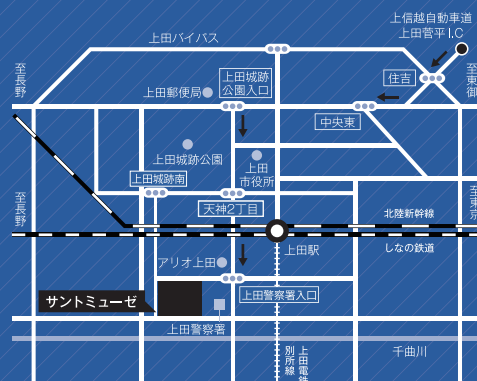 上信越自動車道
上田菅平I.C
上田バイパス
至長野
上田城跡
公園入口
住吉
至東御
上田郵便局
中央東
上田城跡公園
上田
市役所
上田城跡南
天神2丁目
至長野
至東京
北陸新幹線
しなの鉄道
上田駅
アリオ上田
サントミューゼ
上田警察署入口
上田警察署
千曲川
上田電鉄
別所線